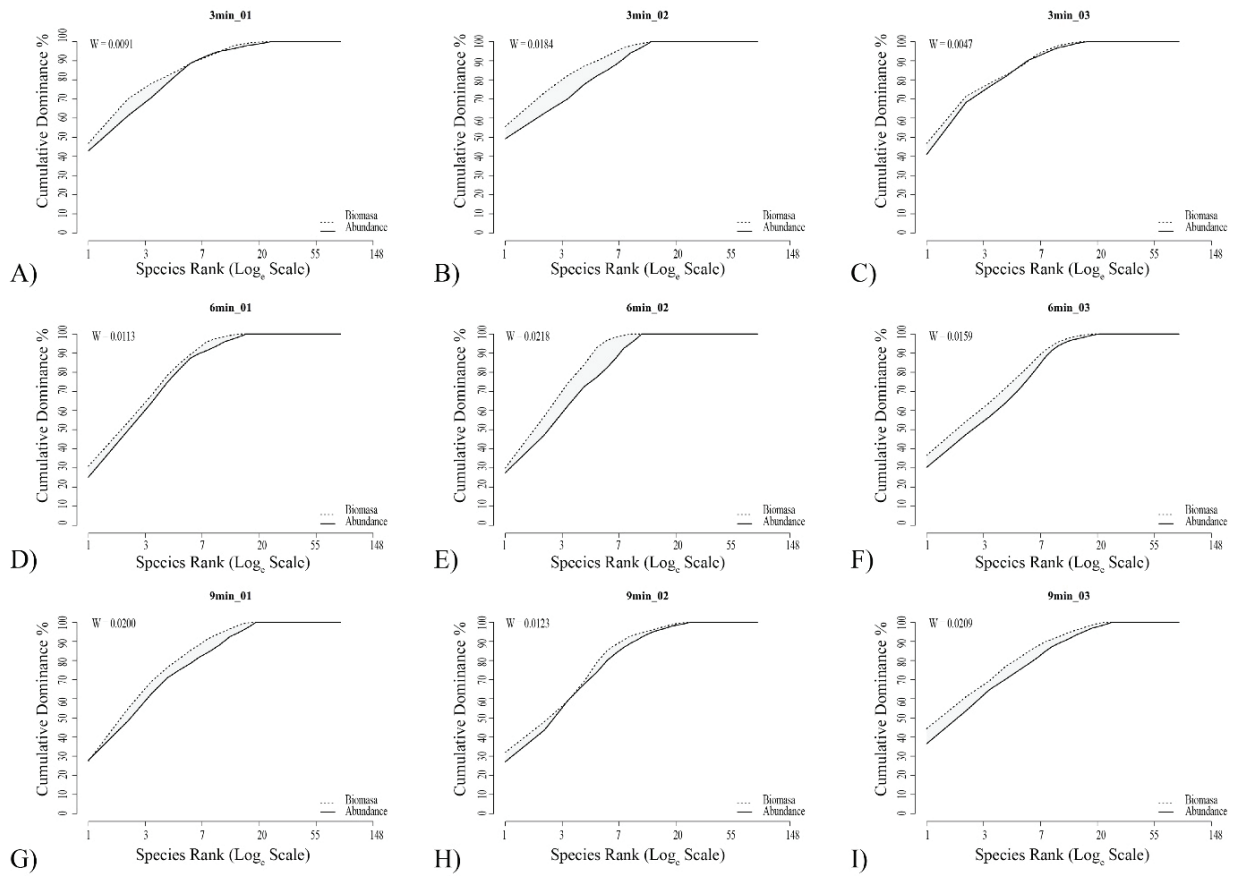 3min_01
W = 0.0091
Cumulative Dominance %
0 10 20 30 40 50 60 70 80 90 100
Biomasa
Abundance
1 3 7 20 55 148
Species Rank (Loge Scale)
A)
3min_02
W = 0.0184
Cumulative Dominance %
0 10 20 30 40 50 60 70 80 90 100
Biomasa
Abundance
1 3 7 20 55 148
Species Rank (Loge Scale)
B)
3min_03
W = 0.0047
Cumulative Dominance %
0 10 20 30 40 50 60 70 80 90 100
Biomasa
Abundance
1 3 7 20 55 148
Species Rank (Loge Scale)
C)
6min_01
W = 0.0113
Cumulative Dominance %
0 10 20 30 40 50 60 70 80 90 100
Biomasa
Abundance
1 3 7 20 55 148
Species Rank (Loge Scale)
D)
6min_02
W = 0.0218
Cumulative Dominance %
0 10 20 30 40 50 60 70 80 90 100
Biomasa
Abundance
1 3 7 20 55 148
Species Rank (Loge Scale)
E)
6min_03
W = 0.0159
Cumulative Dominance %
0 10 20 30 40 50 60 70 80 90 100
Biomasa
Abundance
1 3 7 20 55 148
Species Rank (Loge Scale)
F)
9min_01
W = 0.0200
Cumulative Dominance %
0 10 20 30 40 50 60 70 80 90 100
Biomasa
Abundance
1 3 7 20 55 148
Species Rank (Loge Scale)
G)
9min_02
W = 0.0123
Cumulative Dominance %
0 10 20 30 40 50 60 70 80 90 100
Biomasa
Abundance
1 3 7 20 55 148
Species Rank (Loge Scale)
H)
9min_03
W = 0.0209
Cumulative Dominance %
0 10 20 30 40 50 60 70 80 90 100
Biomasa
Abundance
1 3 7 20 55 148
Species Rank (Loge Scale)
I)